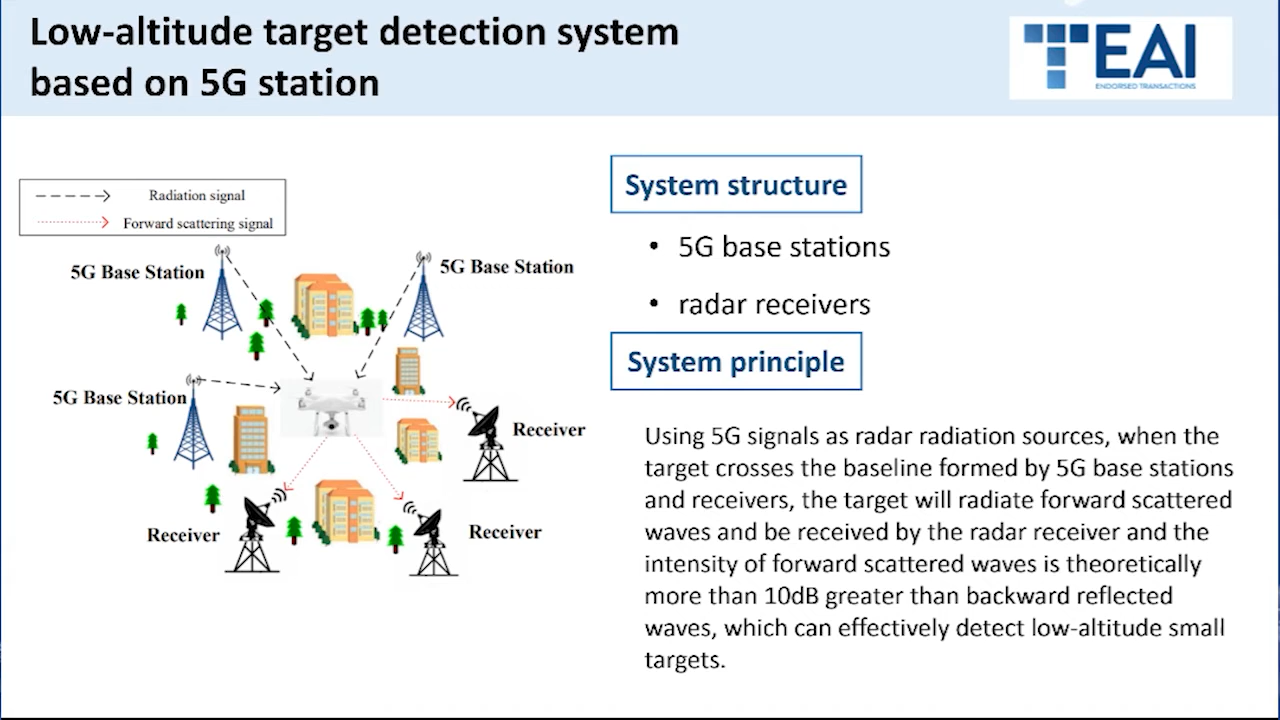 Low-altitude target detection system
based on 5G station
TEAI
ENDORSED TRANSACTIONS
Radiation signal
Forward scattering signal
5G Base Station
5G Base Station
5G Base Station
Receiver
Receiver
Receiver
System structure
• 5G base stations
• radar receivers
System principle
Using 5G signals as radar radiation sources, when the
target crosses the baseline formed by 5G base stations
and receivers, the target will radiate forward scattered
waves and be received by the radar receiver and the
intensity of forward scattered waves is theoretically
more than 10dB greater than backward reflected
waves, which can effectively detect low-altitude small
targets.